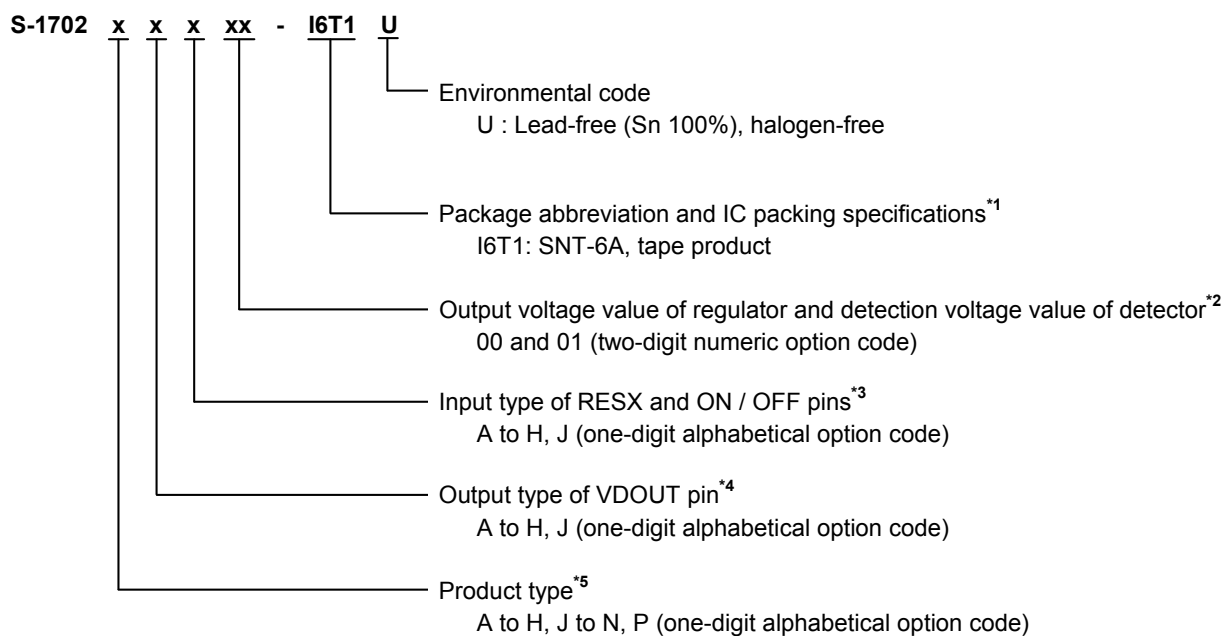 S-1702 x x x xx - I6T1 U
Environmental code
U : Lead-free (Sn 100%), halogen-free
Package abbreviation and IC packing specifications*1
I6T1: SNT-6A, tape product
Output voltage value of regulator and detection voltage value of detector*2
00 and 01 (two-digit numeric option code)
Input type of RESX and ON / OFF pins*3
A to H, J (one-digit alphabetical option code)
Output type of VDOUT pin*4
A to H, J (one-digit alphabetical option code)
Product type*5
A to H, J to N, P (one-digit alphabetical option code)